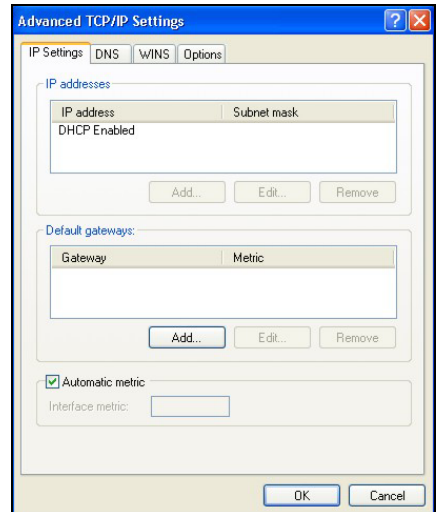 Advanced TCP/IP Settings
IP Settings DNS WINS Options
IP addresses
IP address Subnet mask
DHCP Enabled
Add... Edit... Remove
Default gateways:
Gateway Metric
Add... Edit... Remove
Automatic metric
Interface metric:
OK Cancel